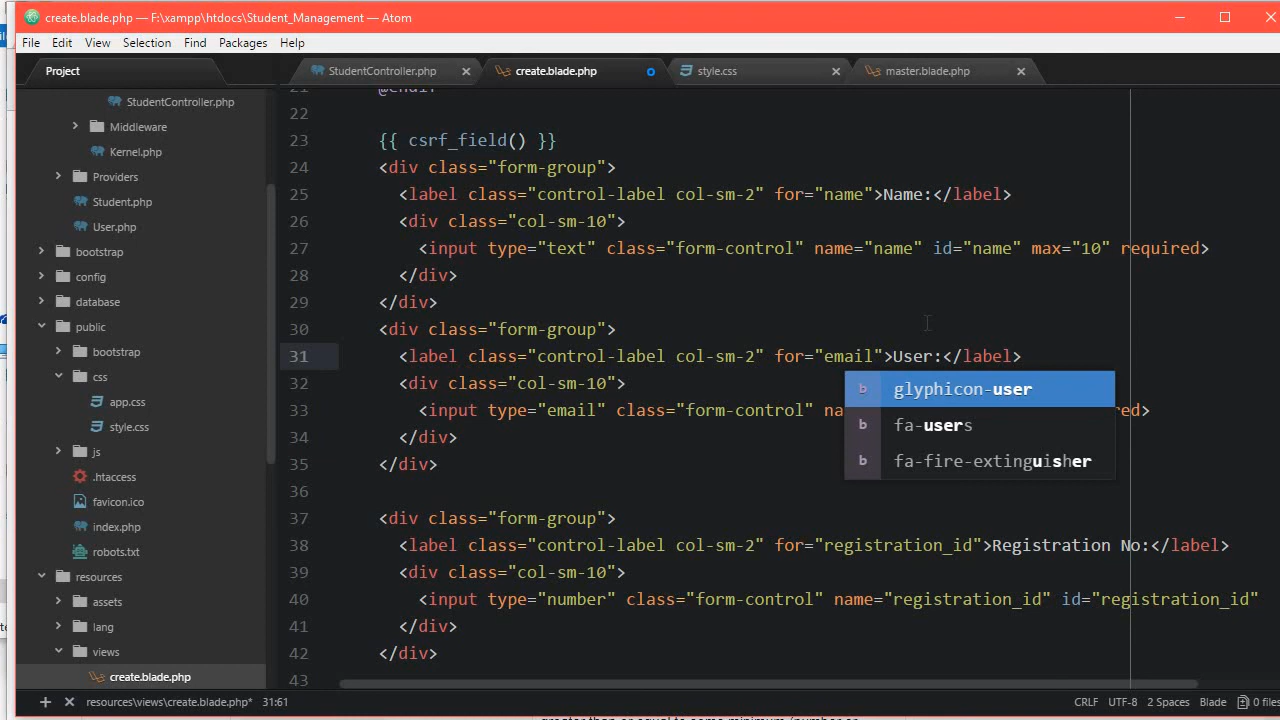 create.blade.php — F:\xampp\htdocs\Student_Management — Atom
File Edit View Selection Find Packages Help
Project
StudentController.php
create.blade.php
style.css
master.blade.php
StudentController.php
Middleware
Kernel.php
Providers
Student.php
User.php
bootstrap
config
database
public
bootstrap
css
app.css
style.css
js
.htaccess
favicon.ico
index.php
robots.txt
resources
assets
lang
views
create.blade.php
21 @endif
22
23 {{ csrf_field() }}
24 <div class="form-group">
25 <label class="control-label col-sm-2" for="name">Name:</label>
26 <div class="col-sm-10">
27 <input type="text" class="form-control" name="name" id="name" max="10" required>
28 </div>
29 </div>
30 <div class="form-group">
31 <label class="control-label col-sm-2" for="email">User:</label>
32 <div class="col-sm-10">
33 <input type="email" class="form-control" na ed>
34 </div>
35 </div>
36
37 <div class="form-group">
38 <label class="control-label col-sm-2" for="registration_id">Registration No:</label>
39 <div class="col-sm-10">
40 <input type="number" class="form-control" name="registration_id" id="registration_id"
41 </div>
42 </div>
43
b glyphicon-user
b fa-users
b fa-fire-extinguisher
resources\views\create.blade.php* 31:61
CRLF UTF-8 2 Spaces Blade 0 files